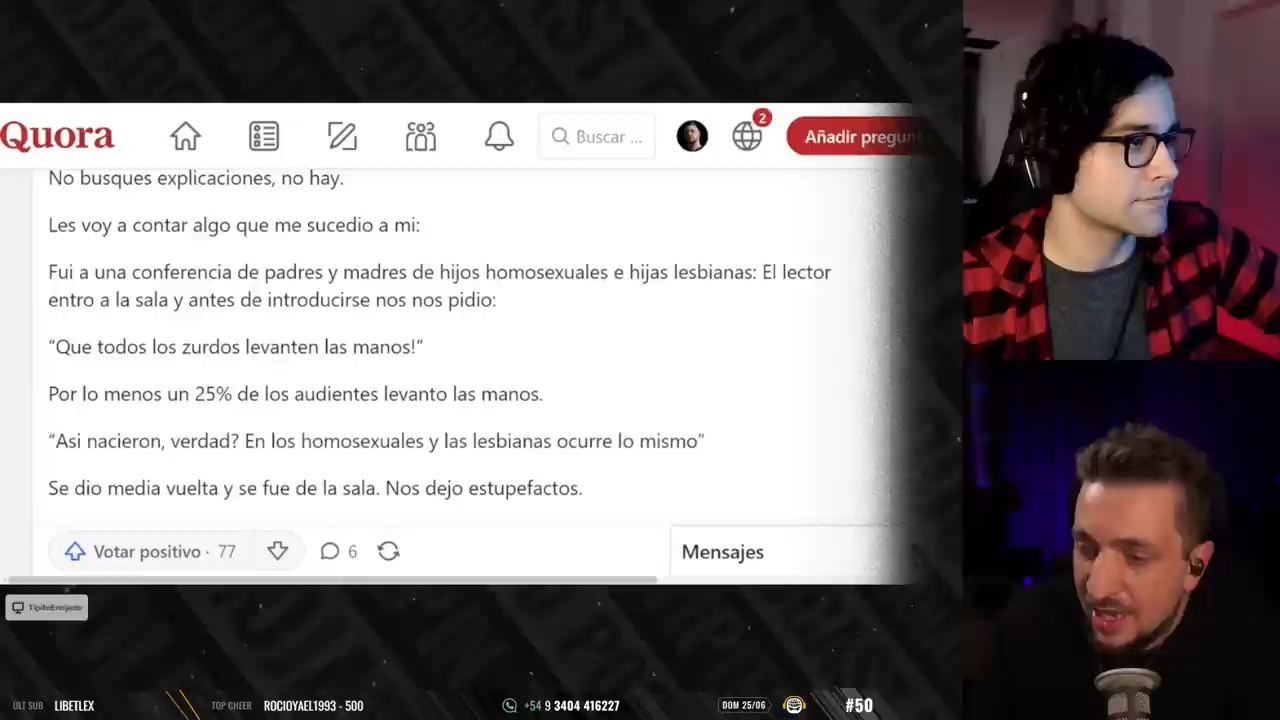 Quora
Buscar ...
2
Añadir pregunt
No busques explicaciones, no hay.
Les voy a contar algo que me sucedio a mi:
Fui a una conferencia de padres y madres de hijos homosexuales e hijas lesbianas: El lector
entro a la sala y antes de introducirse nos nos pidio:
“Que todos los zurdos levanten las manos!“
Por lo menos un 25% de los audientes levanto las manos.
“Asi nacieron, verdad? En los homosexuales y las lesbianas ocurre lo mismo”
Se dio media vuelta y se fue de la sala. Nos dejo estupefactos.
Votar positivo · 77
6
Mensajes
TipitoEnojado
ÚLT SUB LIBETLEX
TOP CHEER ROCIOYAEL1993 - 500
+54 9 3404 416227
DOM 25/06
#50